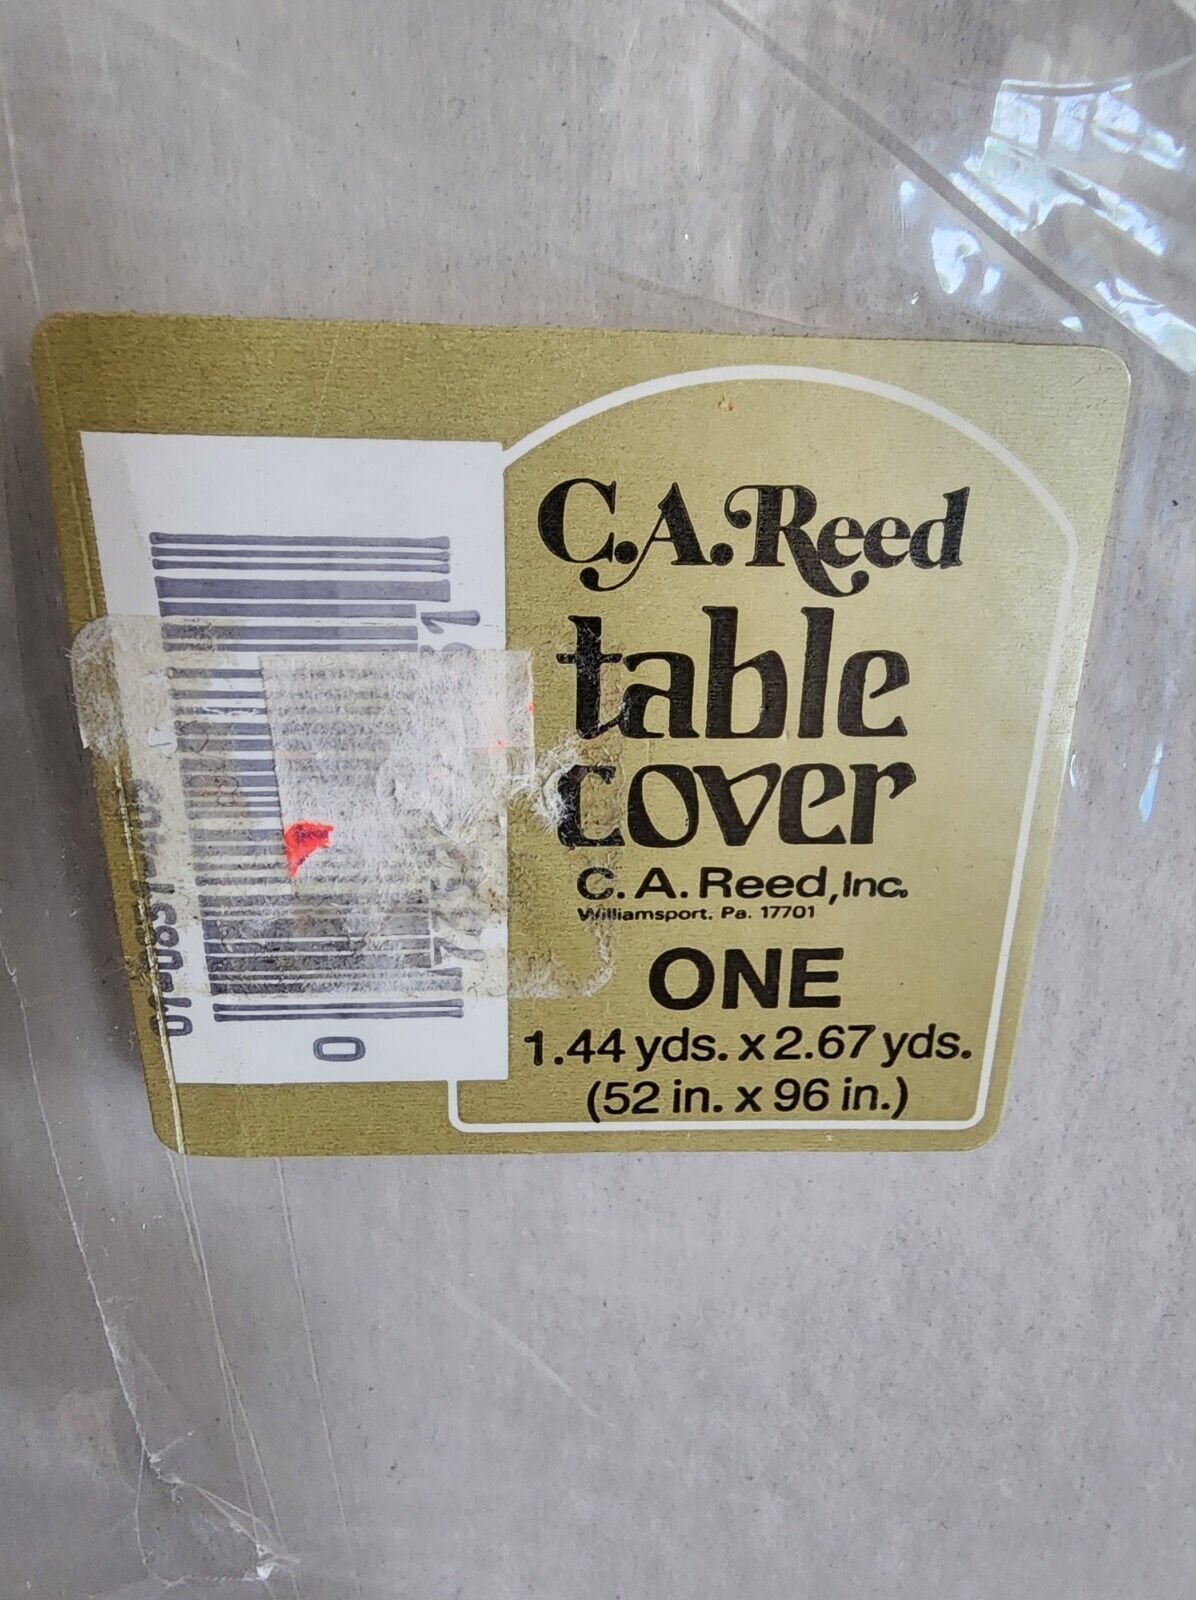 C.A. Reed
table
cover
C. A. Reed, Inc.
Williamsport, Pa. 17701
ONE
1.44 yds. x 2.67 yds.
(52 in. x 96 in.)
0